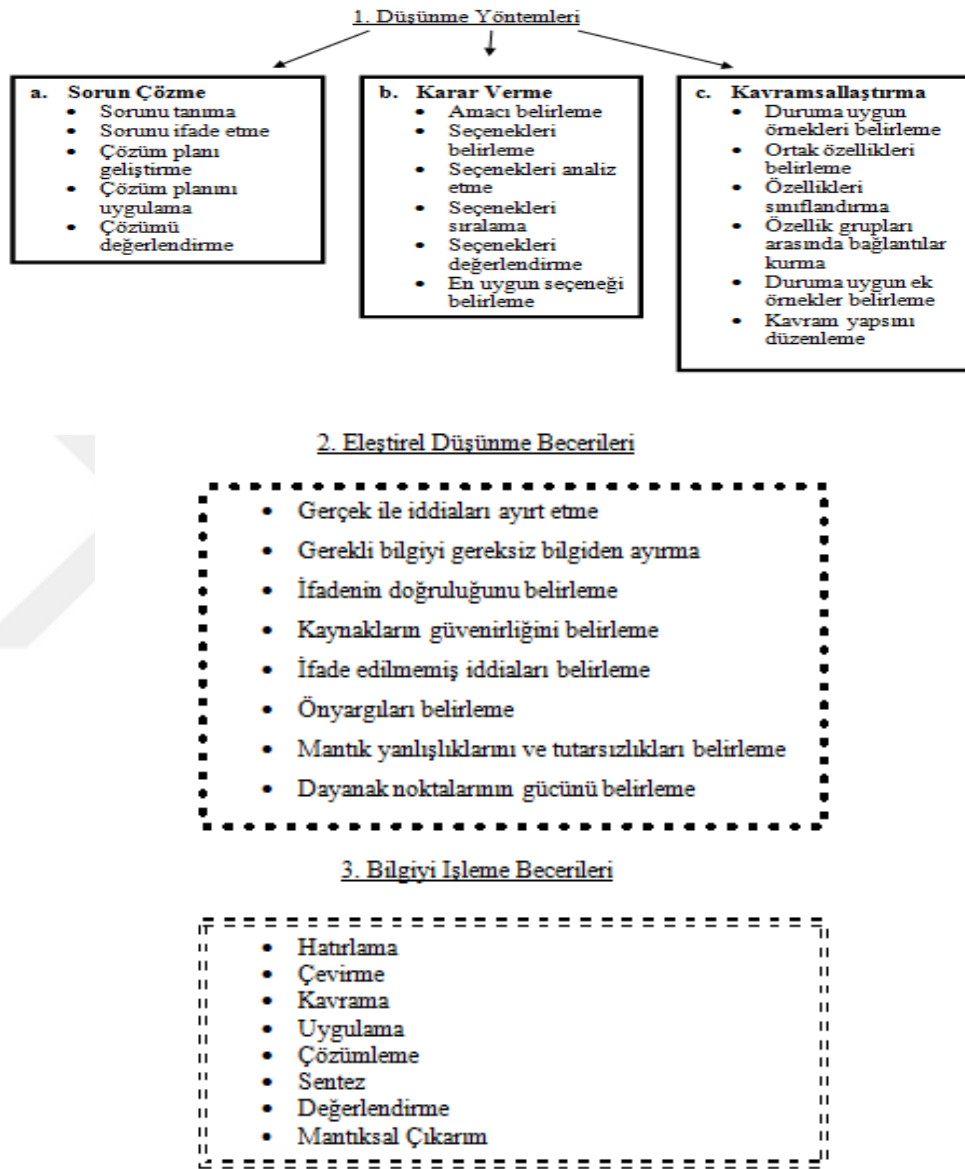 1. Düşünme Yöntemleri
a. Sorun Çözme
• Sorunu tanıma
• Sorunu ifade etme
• Çözüm planı
geliştirme
• Çözüm planını
uygulama
• Çözümü
değerlendirme
b. Karar Verme
• Amacı belirleme
• Seçenekleri
belirleme
• Seçenekleri analiz
etme
• Seçenekleri
sıralama
• Seçenekleri
değerlendirme
• En uygun seçeneği
belirleme
c. Kavramsallaştırma
• Duruma uygun
örnekleri belirleme
• Ortak özellikleri
belirleme
• Özellikleri
sınıflandırma
• Özellik grupları
arasında bağlantılar
kurma
• Duruma uygun ek
örnekler belirleme
• Kavram yapsını
düzenleme
2. Eleştirel Düşünme Becerileri
• Gerçek ile iddiaları ayırt etme
• Gerekli bilgiyi gereksiz bilgiden ayırma
• İfadenin doğruluğunu belirleme
• Kaynakların güvenirliğini belirleme
• İfade edilmemiş iddiaları belirleme
• Önyargıları belirleme
• Mantık yanlışlıklarını ve tutarsızlıkları belirleme
• Dayanak noktalarının gücünü belirleme
3. Bilgiyi Işleme Becerileri
• Hatırlama
• Çevirme
• Kavrama
• Uygulama
• Çözümleme
• Sentez
• Değerlendirme
• Mantıksal Çıkarım